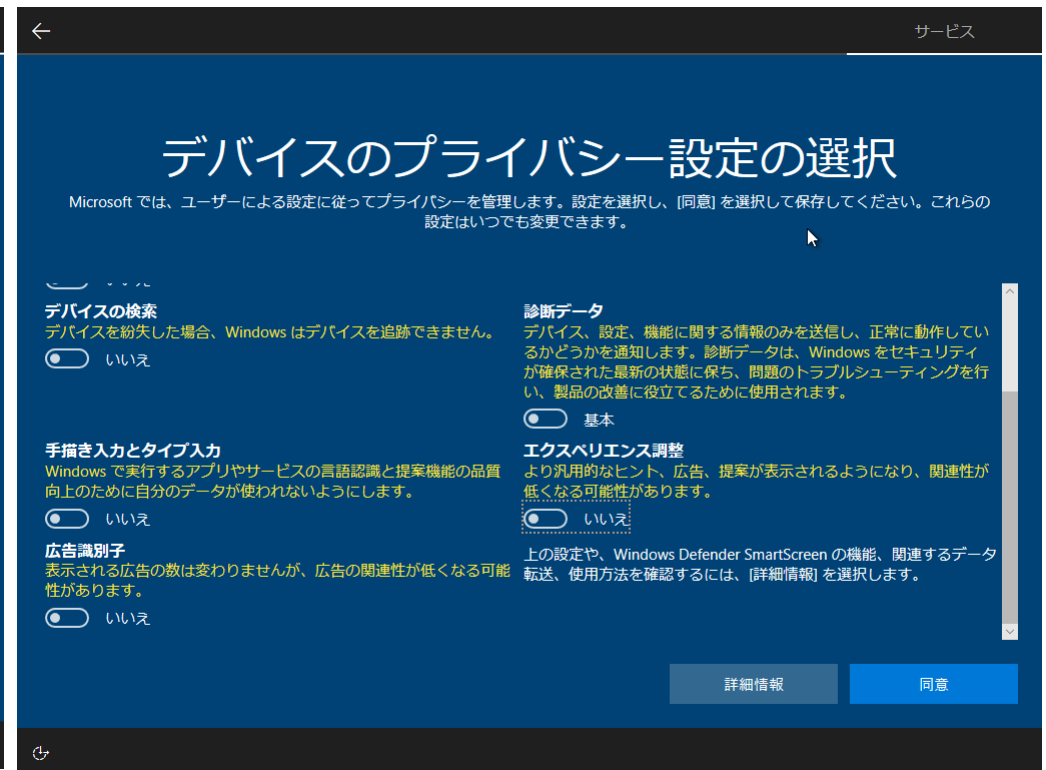 サービス
デバイスのプライバシー設定の選択
Microsoft では、ユーザーによる設定に従ってプライバシーを管理します。設定を選択し、[同意] を選択して保存してください。これらの
設定はいつでも変更できます。
デバイスの検索
デバイスを紛失した場合、Windows はデバイスを追跡できません。
いいえ
手描き入力とタイプ入力
Windows で実行するアプリやサービスの言語認識と提案機能の品質
向上のために自分のデータが使われないようにします。
いいえ
広告識別子
表示される広告の数は変わりませんが、広告の関連性が低くなる可能
性があります。
いいえ
診断データ
デバイス、設定、機能に関する情報のみを送信し、正常に動作してい
るかどうかを通知します。診断データは、Windows をセキュリティ
が確保された最新の状態に保ち、問題のトラブルシューティングを行
い、製品の改善に役立てるために使用されます。
基本
エクスペリエンス調整
より汎用的なヒント、広告、提案が表示されるようになり、関連性が
低くなる可能性があります。
いいえ
上の設定や、Windows Defender SmartScreen の機能、関連するデータ
転送、使用方法を確認するには、[詳細情報] を選択します。
詳細情報
同意